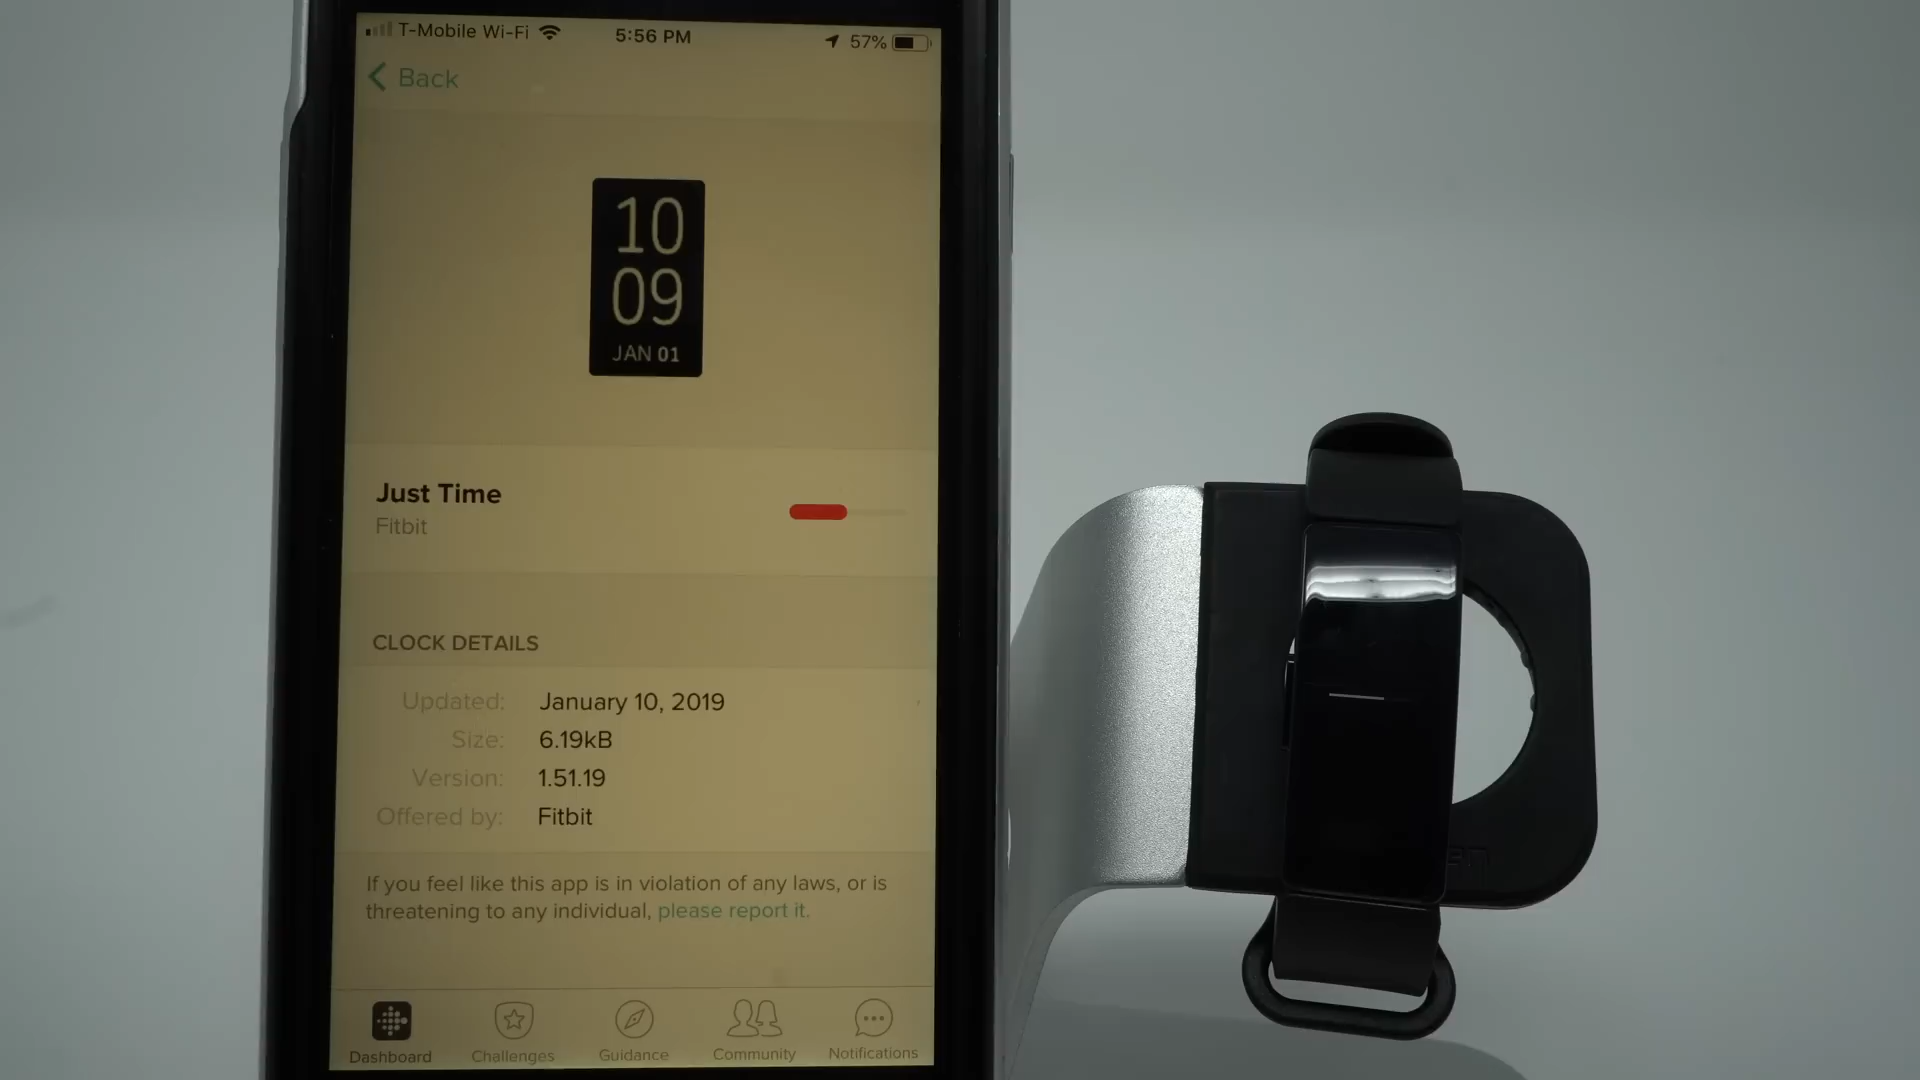 T-Mobile Wi-Fi 5:56 PM 57%
Back
10
09
JAN 01
Just Time
Fitbit
CLOCK DETAILS
Updated: January 10, 2019
Size: 6.19kB
Version: 1.51.19
Offered by: Fitbit
If you feel like this app is in violation of any laws, or is
threatening to any individual, please report it.
Dashboard Challenges Guidance Community Notifications